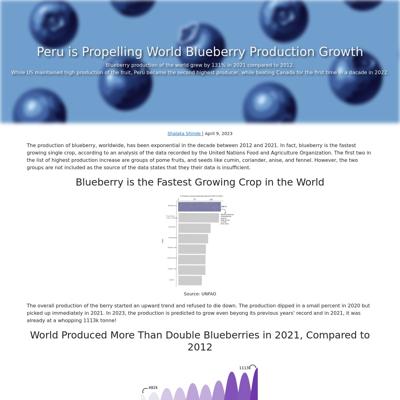 Peru is Propelling World Blueberry Production Growth
Blueberry production of the world grew by 131% in 2021 compared to 2012.
While US maintained high production of the fruit, Peru became the second highest producer, while beating Canada for the first time in a dacade in 2022
Shalaka Shinde | April 9, 2023
The production of blueberry, worldwide, has been exponential in the decade between 2012 and 2021. In fact, blueberry is the fastest
growing single crop, according to an analysis of the data recorded by the United Nations Food and Agriculture Organization. The first two in
the list of highest production increase are groups of pome fruits, and seeds like cumin, coriander, anise, and fennel. However, the two
groups are not included as the source of the data states that they their data is insufficient.
Blueberry is the Fastest Growing Crop in the World
Source: UNFAO
The overall production of the berry started an upward trend and refused to die down. The production dipped in a small percent in 2020 but
picked up immediately in 2021. In 2023, the production is predicted to grow even beyong its previous years' record and in 2021, it was
already at a whopping 1113k tonne!
World Produced More Than Double Blueberries in 2021, Compared to
2012
1113K
482k